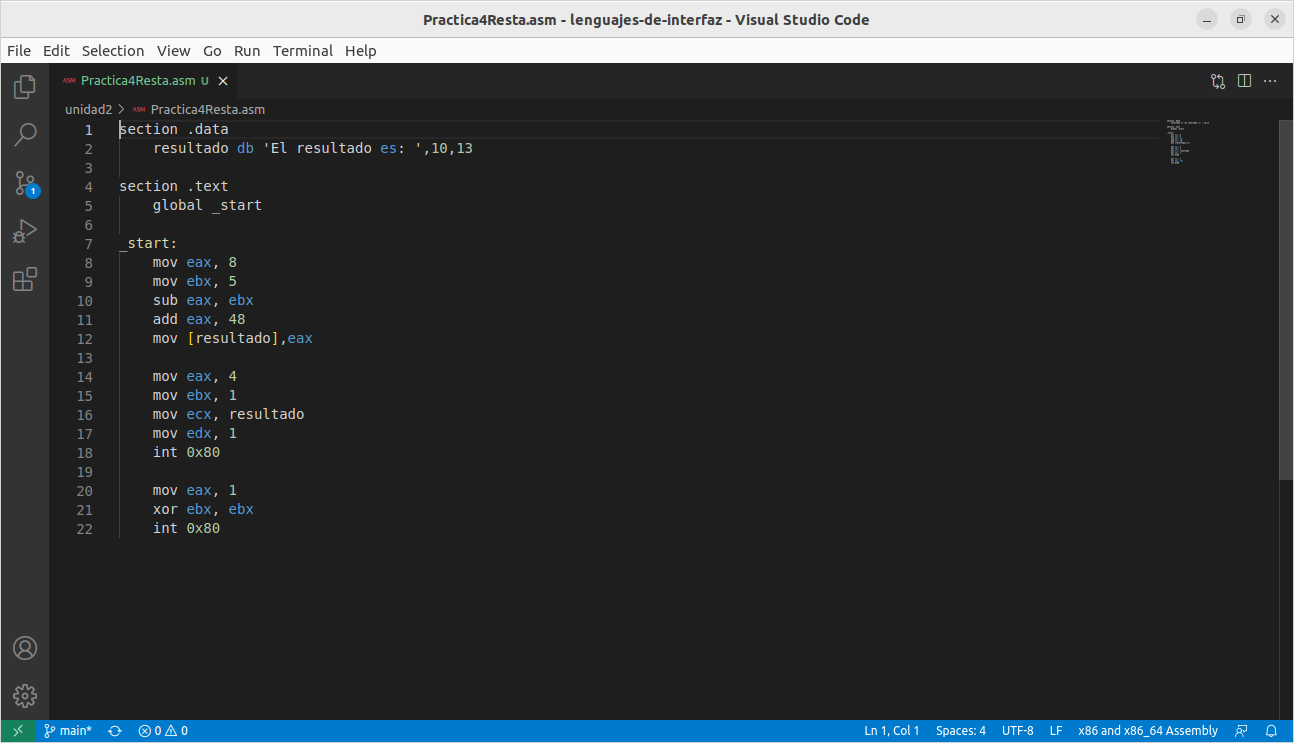 Practica4Resta.asm - lenguajes-de-interfaz - Visual Studio Code
File Edit Selection View Go Run Terminal Help
ASM Practica4Resta.asm U
unidad2 > ASM Practica4Resta.asm
1 section .data
2     resultado db 'El resultado es: ',10,13
3
4 section .text
5     global _start
6
7 _start:
8     mov eax, 8
9     mov ebx, 5
10     sub eax, ebx
11     add eax, 48
12     mov [resultado],eax
13
14     mov eax, 4
15     mov ebx, 1
16     mov ecx, resultado
17     mov edx, 1
18     int 0x80
19
20     mov eax, 1
21     xor ebx, ebx
22     int 0x80
1
main* 0 0 Ln 1, Col 1 Spaces: 4 UTF-8 LF x86 and x86_64 Assembly